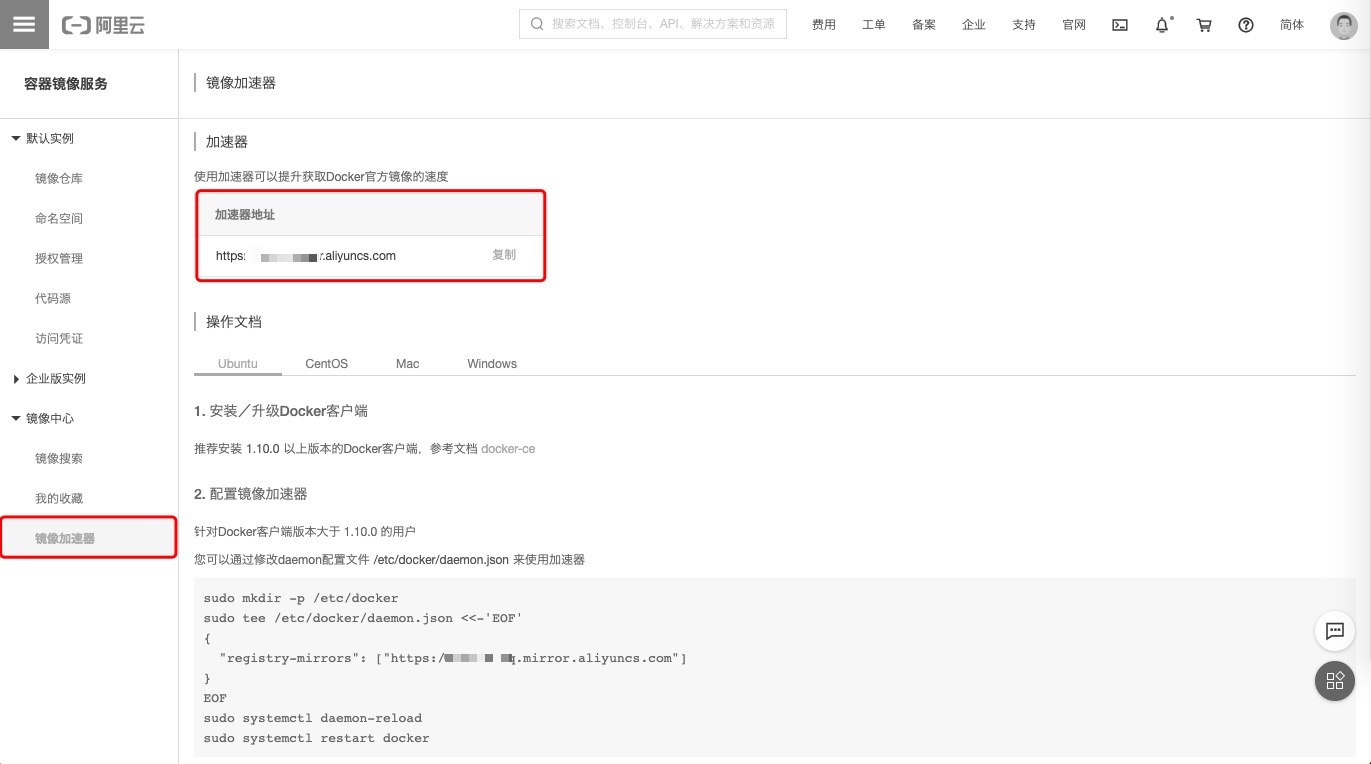 阿里云
搜索文档、控制台、API、解决方案和资源
费用
工单
备案
企业
支持
官网
简体
容器镜像服务
默认实例
镜像仓库
命名空间
授权管理
代码源
访问凭证
企业版实例
镜像中心
镜像搜索
我的收藏
镜像加速器
镜像加速器
加速器
使用加速器可以提升获取Docker官方镜像的速度
加速器地址
https: .aliyuncs.com 复制
操作文档
Ubuntu CentOS Mac Windows
1. 安装／升级Docker客户端
推荐安装 1.10.0 以上版本的Docker客户端，参考文档 docker-ce
2. 配置镜像加速器
针对Docker客户端版本大于 1.10.0 的用户
您可以通过修改daemon配置文件 /etc/docker/daemon.json 来使用加速器
sudo mkdir -p /etc/docker
sudo tee /etc/docker/daemon.json <<-'EOF'
{
"registry-mirrors": ["https:/ .mirror.aliyuncs.com"]
}
EOF
sudo systemctl daemon-reload
sudo systemctl restart docker